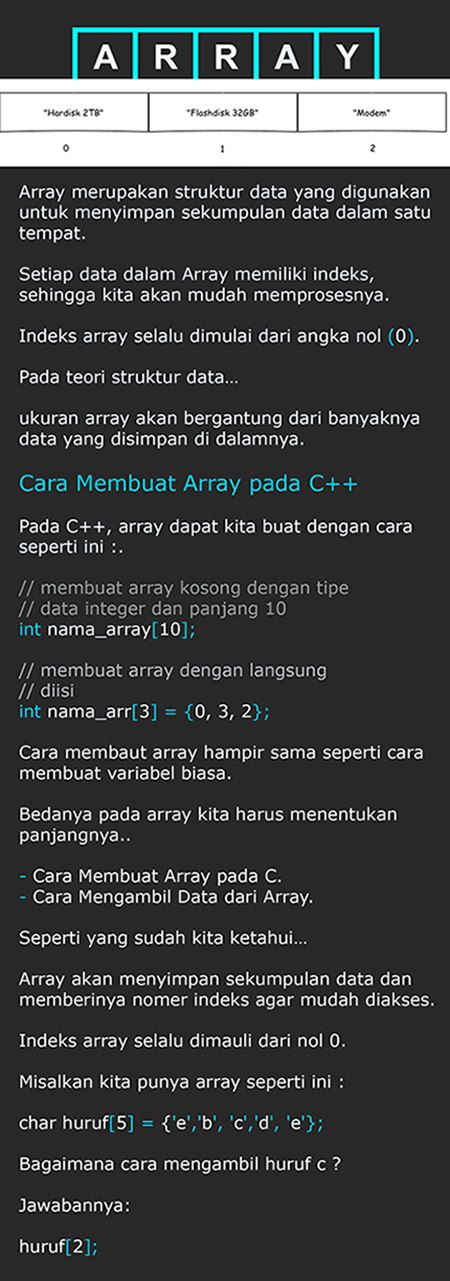 ARRAY
"Hardisk 2TB" "Flashdisk 32GB" "Modem"
0 1 2
Array merupakan struktur data yang digunakan
untuk menyimpan sekumpulan data dalam satu
tempat.
Setiap data dalam Array memiliki indeks,
sehingga kita akan mudah memprosesnya.
Indeks array selalu dimulai dari angka nol (0).
Pada teori struktur data...
ukuran array akan bergantung dari banyaknya
data yang disimpan di dalamnya.
Cara Membuat Array pada C++
Pada C++, array dapat kita buat dengan cara
seperti ini :.
// membuat array kosong dengan tipe
// data integer dan panjang 10
int nama_array[10];
// membuat array dengan langsung
// diisi
int nama_arr[3] = {0, 3, 2};
Cara membaut array hampir sama seperti cara
membuat variabel biasa.
Bedanya pada array kita harus menentukan
panjangnya..
- Cara Membuat Array pada C.
- Cara Mengambil Data dari Array.
Seperti yang sudah kita ketahui...
Array akan menyimpan sekumpulan data dan
memberinya nomer indeks agar mudah diakses.
Indeks array selalu dimauli dari nol 0.
Misalkan kita punya array seperti ini :
char huruf[5] = {'e','b', 'c','d', 'e'};
Bagaimana cara mengambil huruf c ?
Jawabannya:
huruf[2];